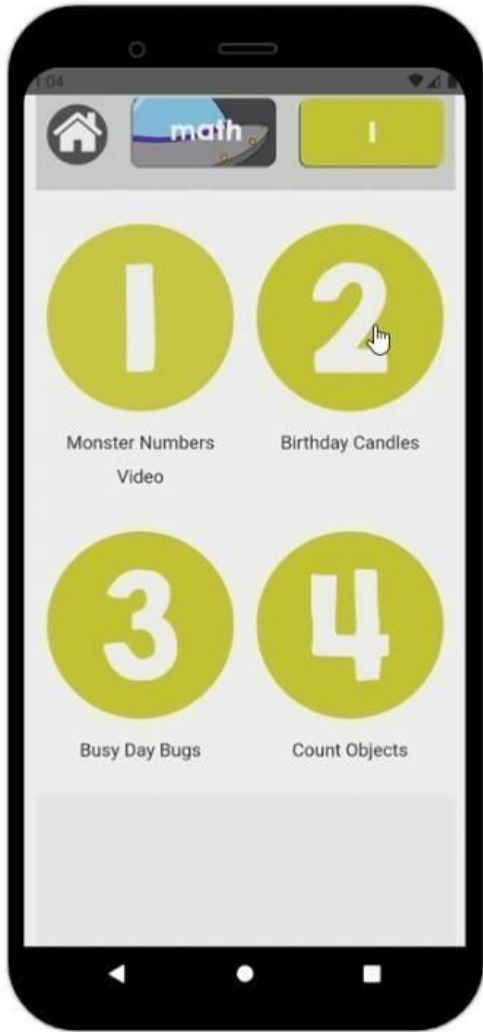 1:04
math
1
1
2
Monster Numbers
Video
Birthday Candles
3
4
Busy Day Bugs
Count Objects